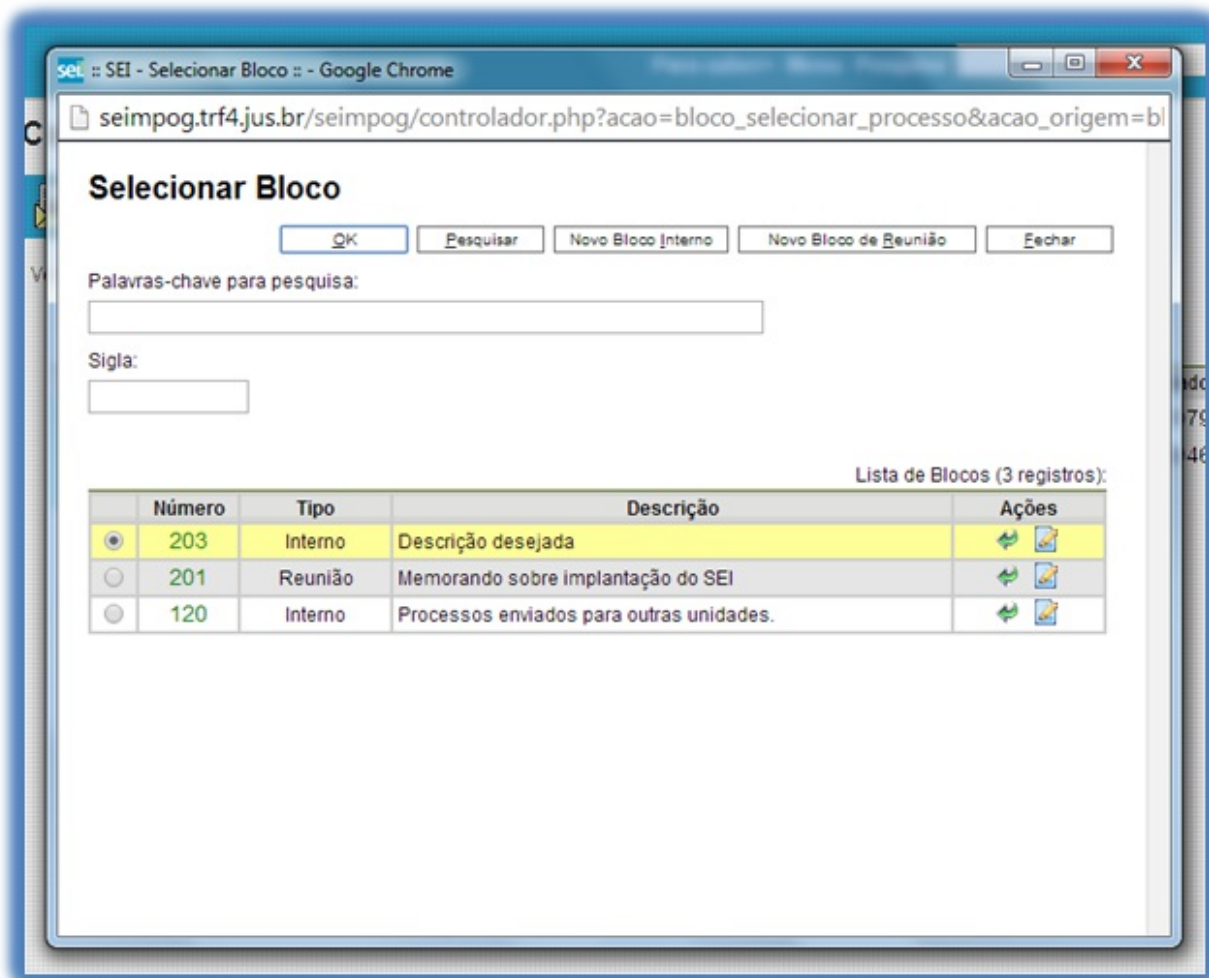 sei :: SEI - Selecionar Bloco :: - Google Chrome
seimpog.trf4.jus.br/seimpog/controlador.php?acao=bloco_selecionar_processo&acao_origem=bl
Selecionar Bloco
OK Pesquisar Novo Bloco Interno Novo Bloco de Reunião Fechar
Palavras-chave para pesquisa:
Sigla:
Lista de Blocos (3 registros):
Número Tipo Descrição Ações
203 Interno Descrição desejada
201 Reunião Memorando sobre implantação do SEI
120 Interno Processos enviados para outras unidades.